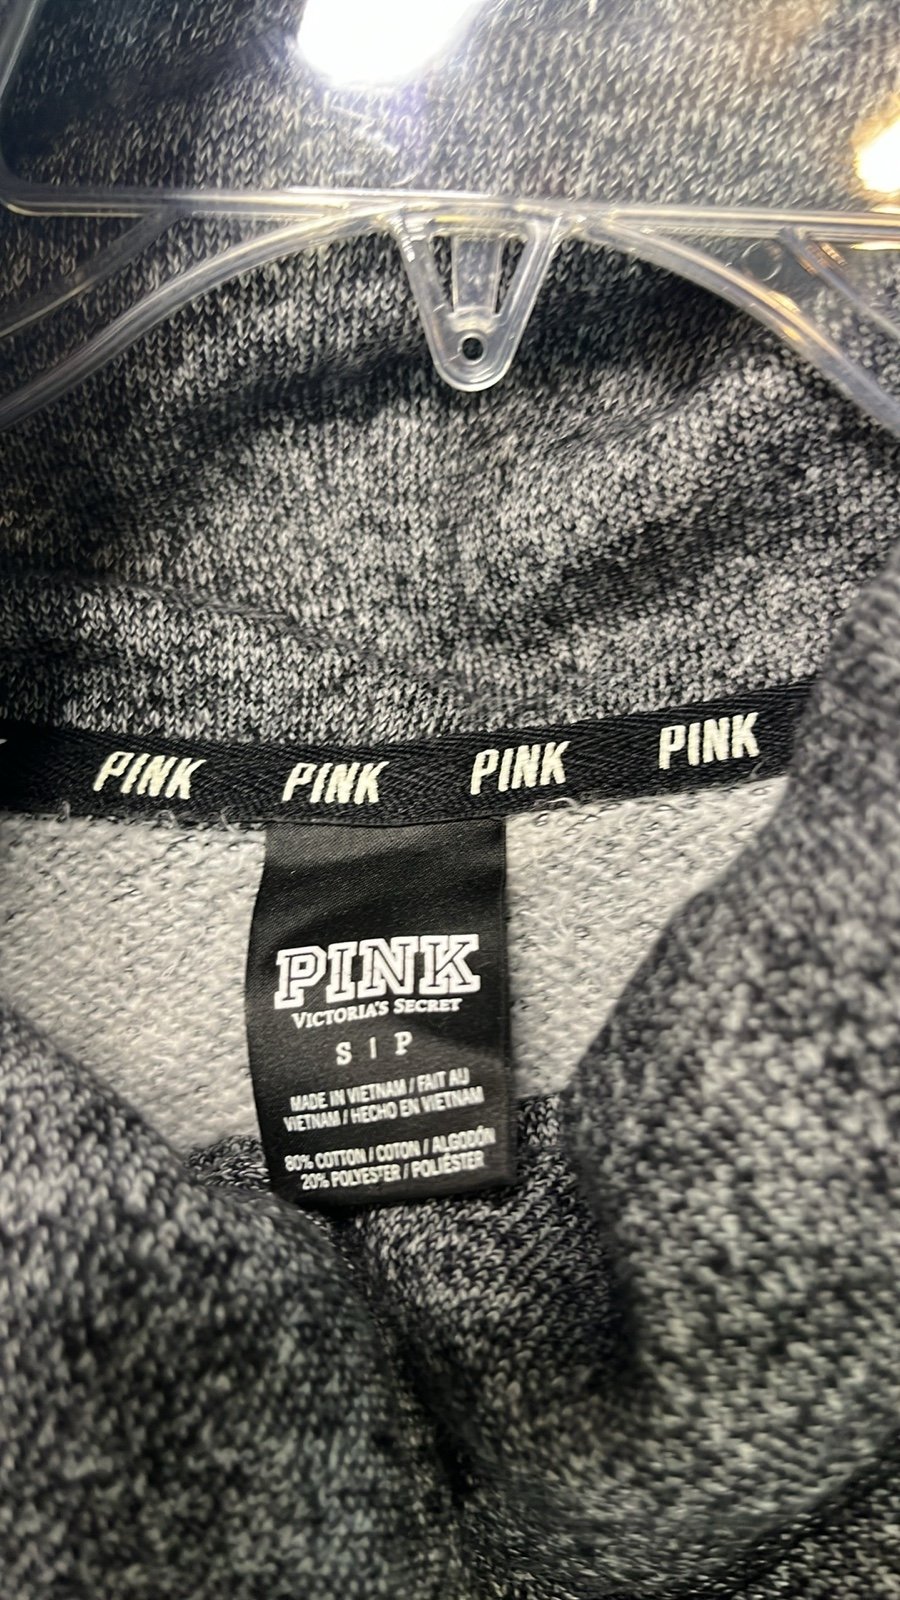 PINK PINK PINK PINK
PINK
VICTORIA'S SECRET
S | P
MADE IN VIETNAM / FAIT AU
VIETNAM / HECHO EN VIETNAM
80% COTTON / COTON / ALGODÓN
20% POLYESTER / POLIÉSTER